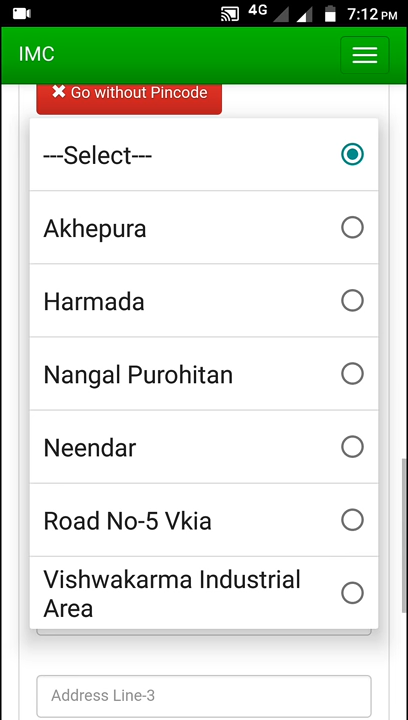 4G 7:12 PM
IMC
✖ Go without Pincode
---Select---
Akhepura
Harmada
Nangal Purohitan
Neendar
Road No-5 Vkia
Vishwakarma Industrial
Area
Address Line-3